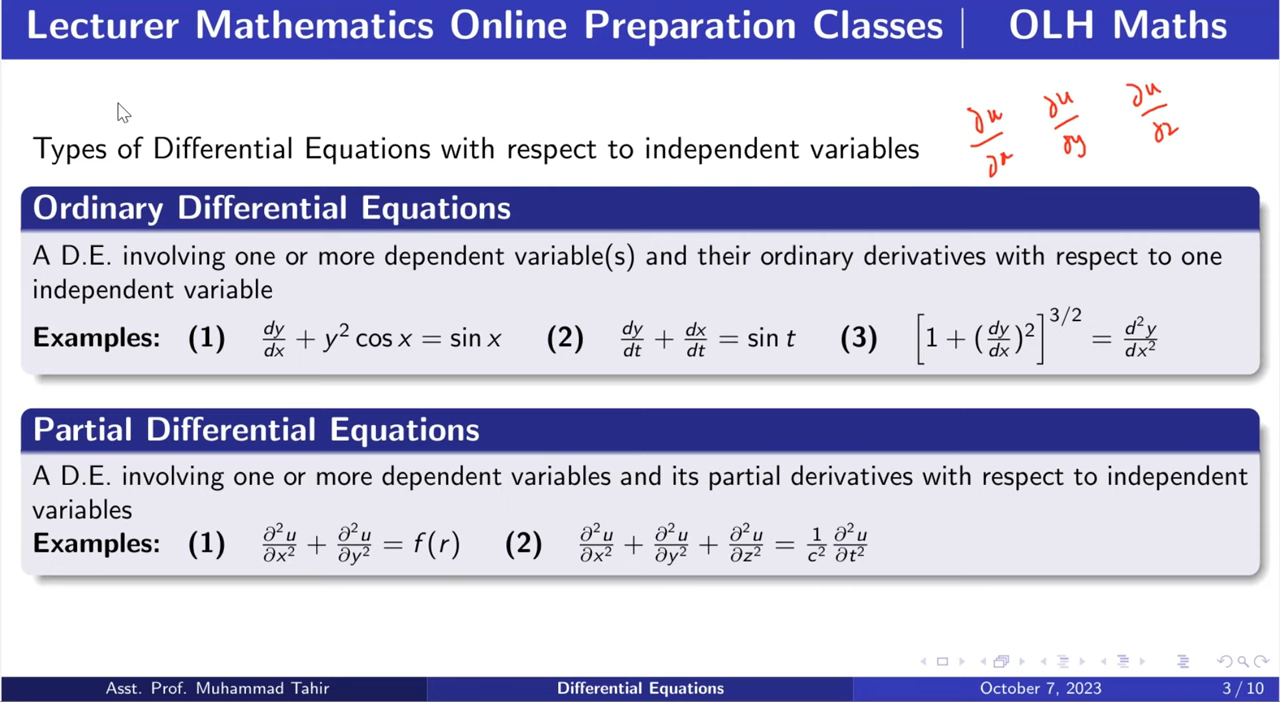 Lecturer Mathematics Online Preparation Classes | OLH Maths
∂u/∂x ∂u/∂y ∂u/∂z
Types of Differential Equations with respect to independent variables
Ordinary Differential Equations
A D.E. involving one or more dependent variable(s) and their ordinary derivatives with respect to one
independent variable
Examples: (1) dy/dx + y² cos x = sin x (2) dy/dt + dx/dt = sin t (3) [1 + (dy/dx)²]^3/2 = d²y/dx²
Partial Differential Equations
A D.E. involving one or more dependent variables and its partial derivatives with respect to independent
variables
Examples: (1) ∂²u/∂x² + ∂²u/∂y² = f(r) (2) ∂²u/∂x² + ∂²u/∂y² + ∂²u/∂z² = 1/c² ∂²u/∂t²
Asst. Prof. Muhammad Tahir Differential Equations October 7, 2023 3 / 10